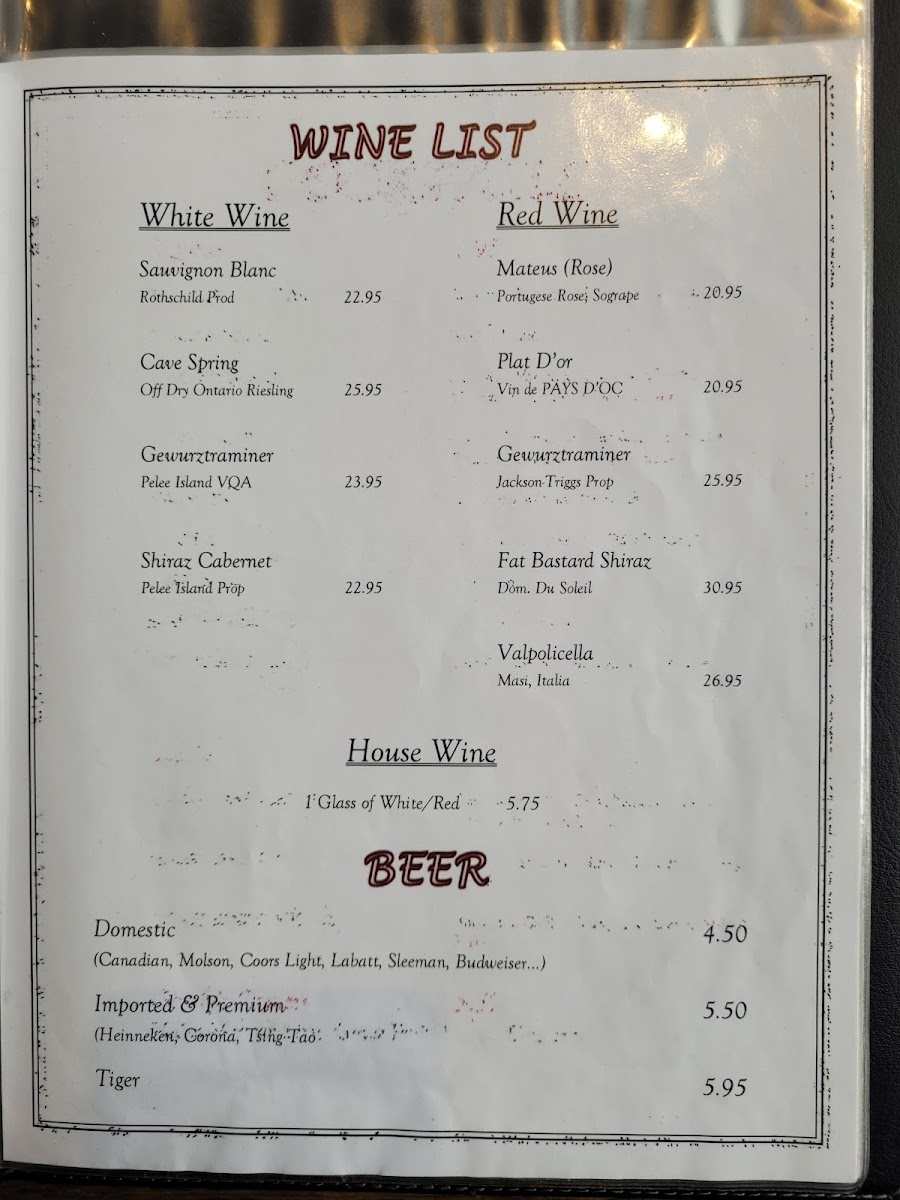 WINE LIST
White Wine
Sauvignon Blanc
Rothschild Prod 22.95
Cave Spring
Off Dry Ontario Riesling 25.95
Gewurztraminer
Pelee Island VQA 23.95
Shiraz Cabernet
Pelee Island Prop 22.95
Red Wine
Mateus (Rose)
Portugese Rose, Sogrape 20.95
Plat D'or
Vin de PAYS D'OC 20.95
Gewurztraminer
Jackson-Triggs Prop 25.95
Fat Bastard Shiraz
Dom. Du Soleil 30.95
Valpolicella
Masi, Italia 26.95
House Wine
1 Glass of White/Red 5.75
BEER
Domestic 4.50
(Canadian, Molson, Coors Light, Labatt, Sleeman, Budweiser...)
Imported & Premium 5.50
(Heinneken, Corona, Tsing Tao
Tiger 5.95